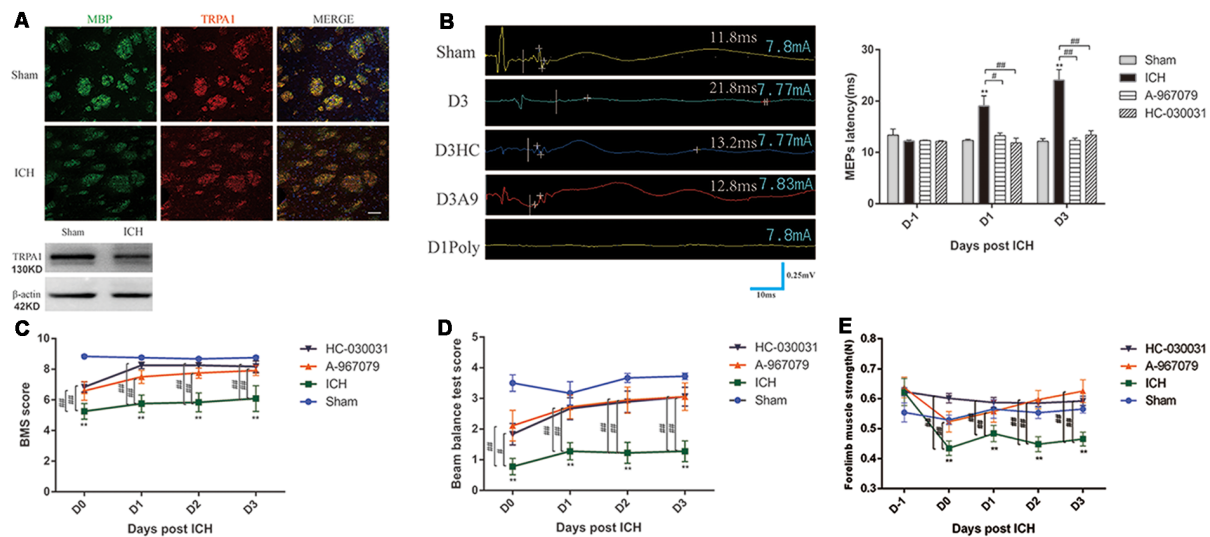 A
MBP TRPA1 MERGE
Sham
ICH
Sham ICH
TRPA1
130KD
β-actin
42KD
B
Sham 11.8ms 7.8mA
D3 21.8ms 7.77mA
D3HC 13.2ms 7.77mA
D3A9 12.8ms 7.83mA
D1Poly 7.8mA
0.25mV
10ms
MEPs latency(ms)
40
30
20
10
0
** # ##
** ## ##
D-1 D1 D3
Days post ICH
Sham
ICH
A-967079
HC-030031
C
BMS score
10
8
6
4
2
0
## ## ## ## ## ## ## ##
** ** ** **
D0 D1 D2 D3
Days post ICH
HC-030031
A-967079
ICH
Sham
D
Beam balance test score
5
4
3
2
1
0
## # ## ## ## ## ## ##
** ** ** **
D0 D1 D2 D3
Days post ICH
HC-030031
A-967079
ICH
Sham
E
Forelimb muscle strength(N)
0.8
0.7
0.6
0.5
0.4
0.3
## ## ## ## ## ## ## ##
** ** ** **
D-1 D0 D1 D2 D3
Days post ICH
HC-030031
A-967079
ICH
Sham